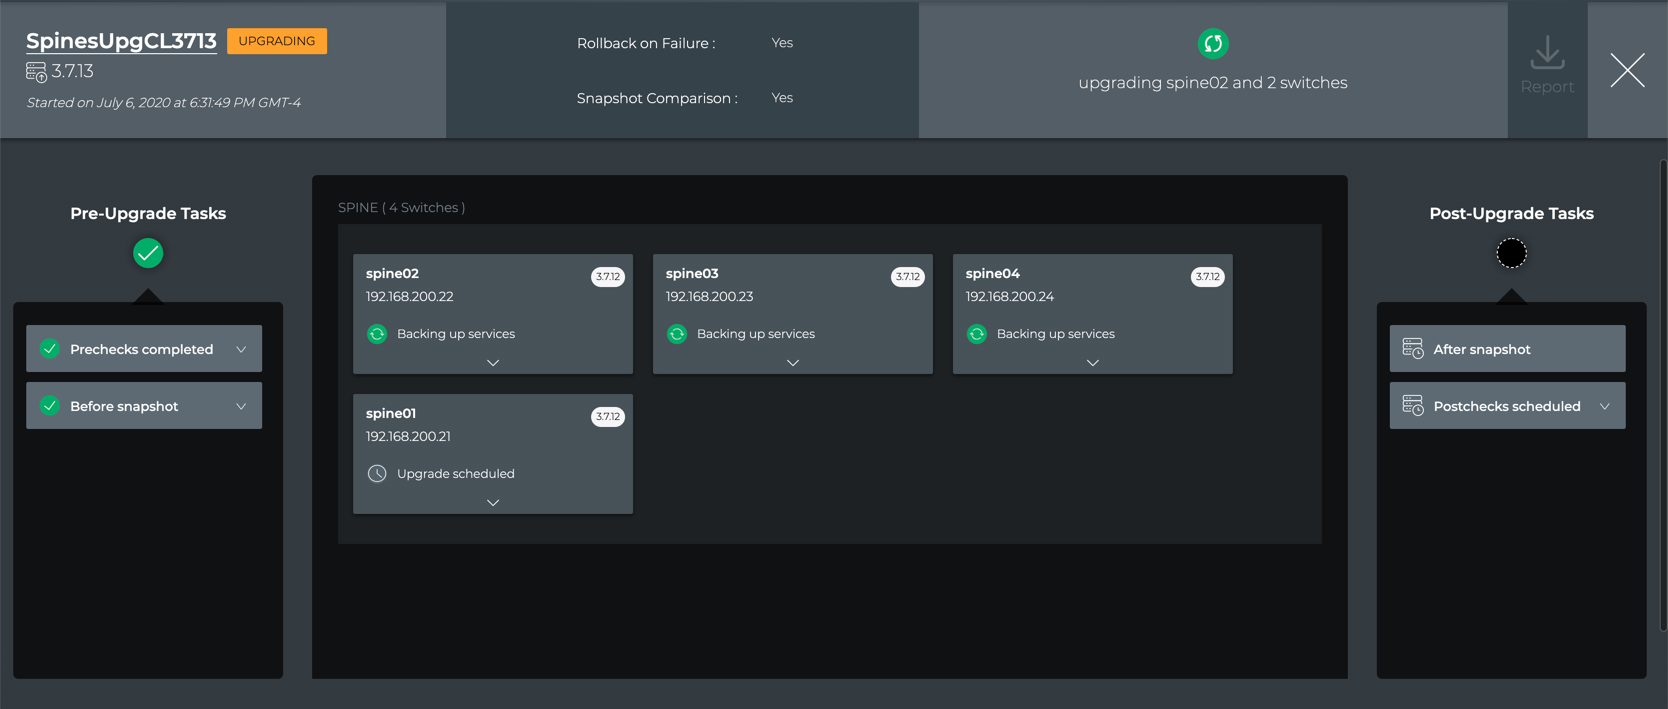 SpinesUpgCL3713 UPGRADING
3.7.13
Started on July 6, 2020 at 6:31:49 PM GMT-4
Rollback on Failure : Yes
Snapshot Comparison : Yes
upgrading spine02 and 2 switches
Report
Pre-Upgrade Tasks
Prechecks completed
Before snapshot
SPINE ( 4 Switches )
spine02 3.7.12
192.168.200.22
Backing up services
spine03 3.7.12
192.168.200.23
Backing up services
spine04 3.7.12
192.168.200.24
Backing up services
spine01 3.7.12
192.168.200.21
Upgrade scheduled
Post-Upgrade Tasks
After snapshot
Postchecks scheduled